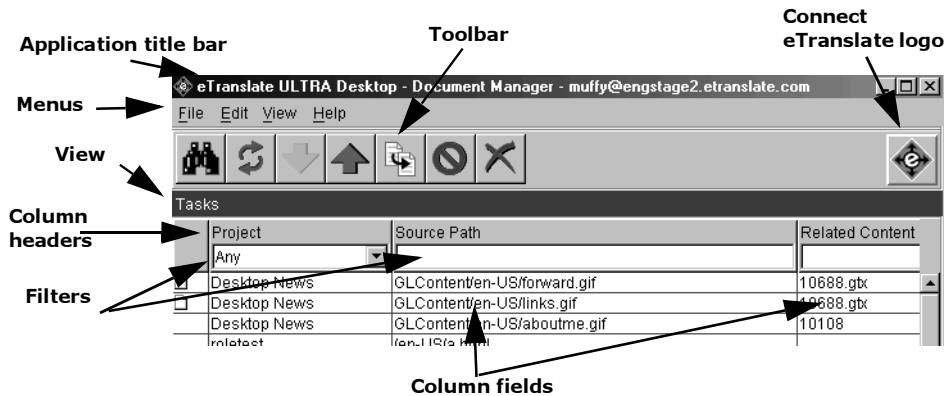 Connect
eTranslate logo
Toolbar
Application title bar
eTranslate ULTRA Desktop - Document Manager - muffy@engstage2.etranslate.com
Menus
File Edit View Help
View
e
Tasks
Column
headers
Project Source Path Related Content
Any
Filters
Desktop News GLContent/en-US/forward.gif 10688.gtx
Desktop News GLContent/en-US/links.gif 10688.gtx
Desktop News GLContent/en-US/aboutme.gif 10108
roletest /en-US/a.html
Column fields